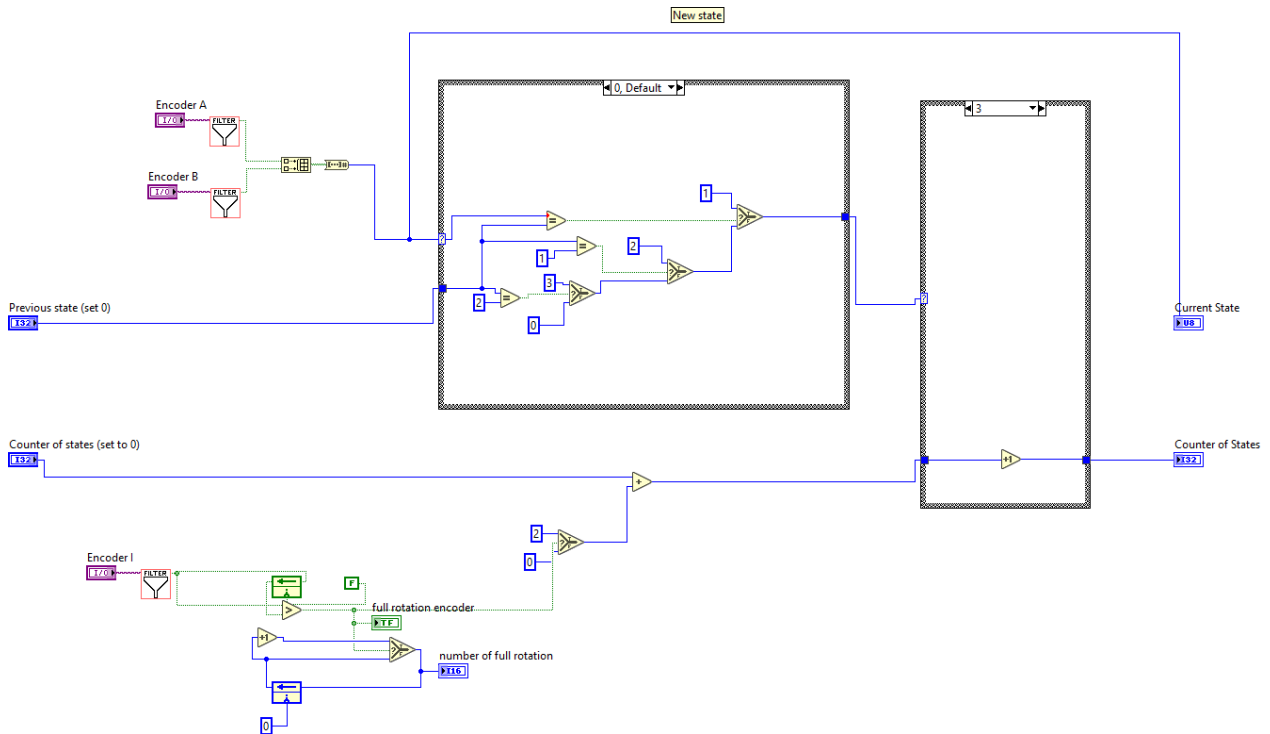 New state
0, Default
3
Encoder A
I/O
FILTER
Encoder B
I/O
FILTER
1
=
?
=
2
1
?
3
2
=
?
0
Previous state (set 0)
I32
?
?
Current State
U8
Counter of states (set to 0)
I32
+
+1
Counter of States
I32
2
?
0
Encoder I
I/O
FILTER
F
>
full rotation encoder
TF
+1
?
number of full rotation
I16
0